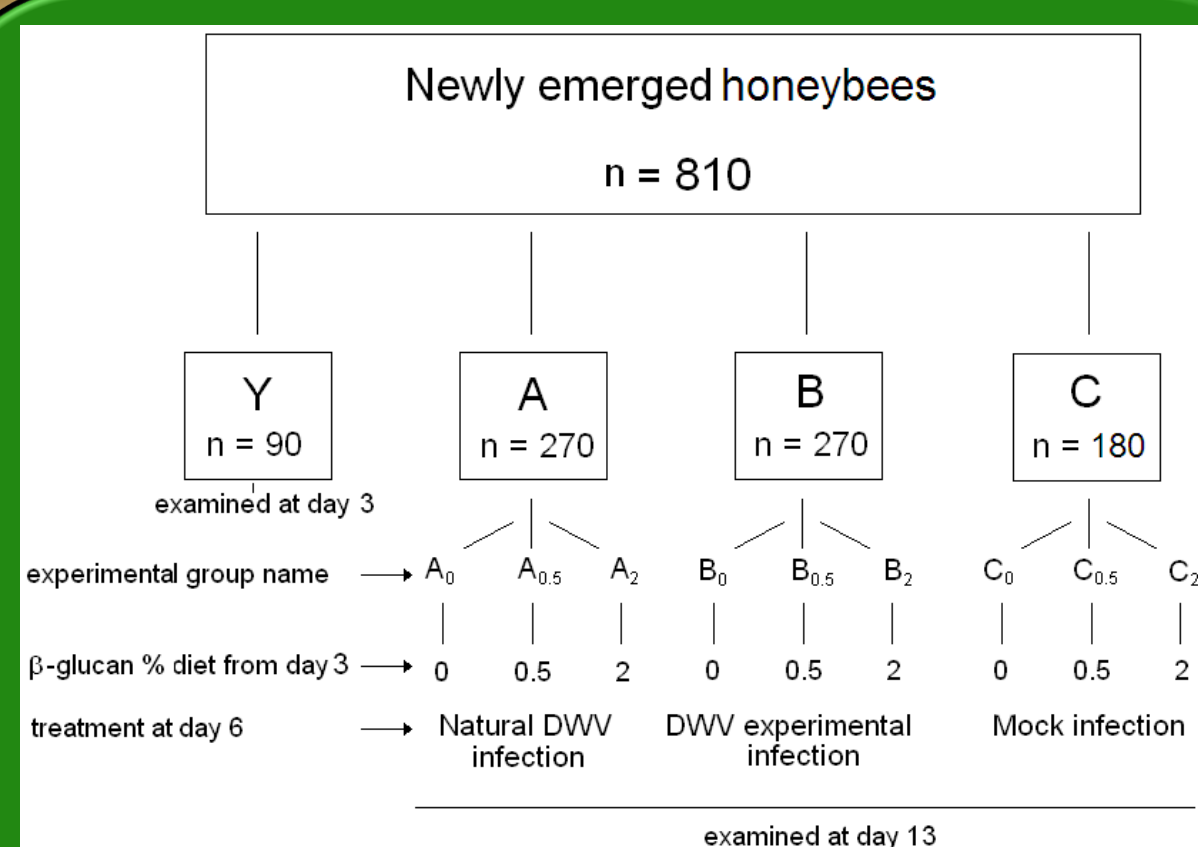 Newly emerged honeybees
n = 810
Y A B C
n = 90 n = 270 n = 270 n = 180
examined at day 3
experimental group name A₀ A₀.₅ A₂ B₀ B₀.₅ B₂ C₀ C₀.₅ C₂
β-glucan % diet from day 3 0 0.5 2 0 0.5 2 0 0.5 2
treatment at day 6 Natural DWV infection DWV experimental infection Mock infection
examined at day 13